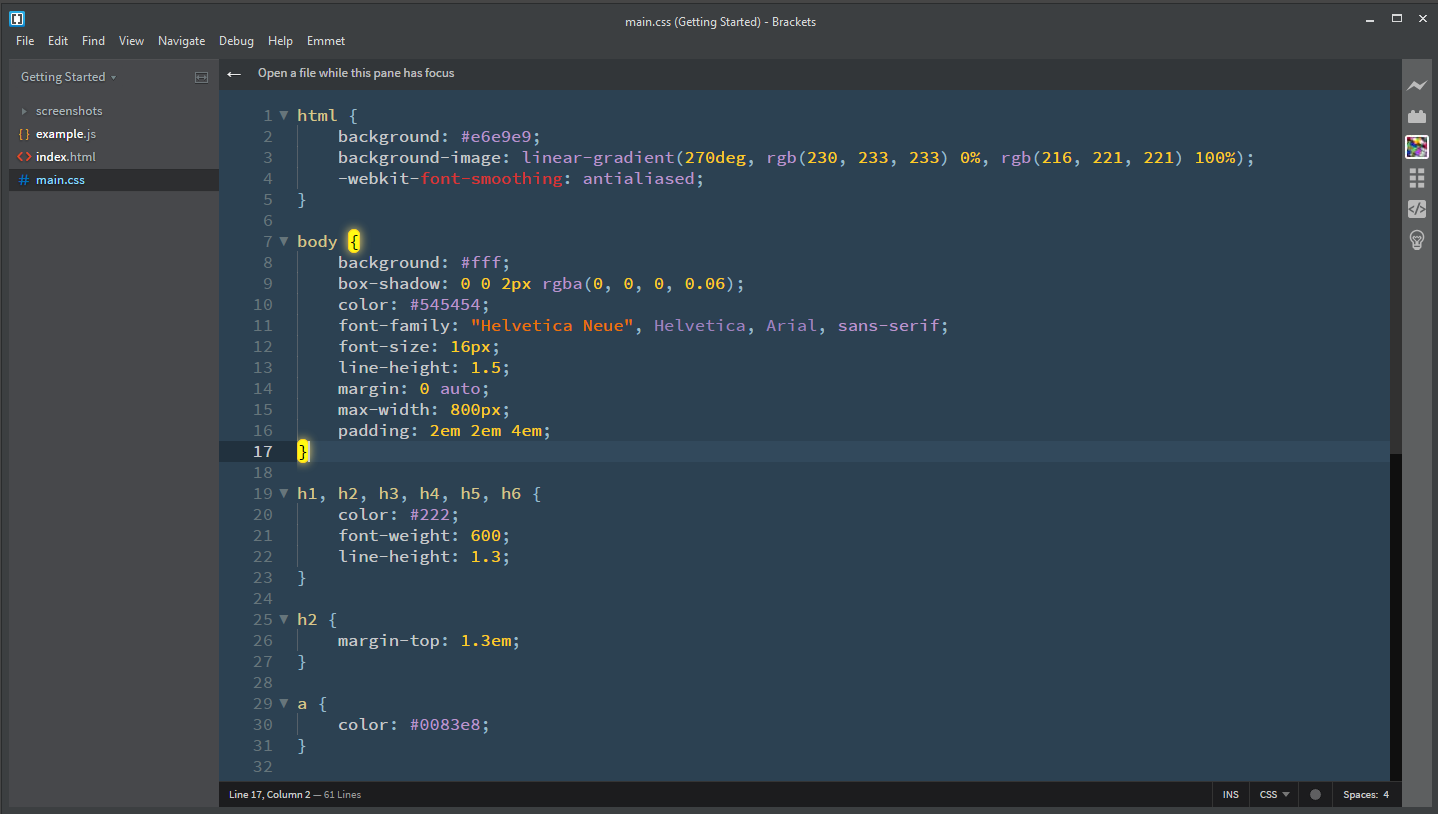 main.css (Getting Started) - Brackets
File Edit Find View Navigate Debug Help Emmet
Getting Started
screenshots
{} example.js
<> index.html
# main.css
← Open a file while this pane has focus
1 html {
2     background: #e6e9e9;
3     background-image: linear-gradient(270deg, rgb(230, 233, 233) 0%, rgb(216, 221, 221) 100%);
4     -webkit-font-smoothing: antialiased;
5 }
6
7 body {
8     background: #fff;
9     box-shadow: 0 0 2px rgba(0, 0, 0, 0.06);
10     color: #545454;
11     font-family: "Helvetica Neue", Helvetica, Arial, sans-serif;
12     font-size: 16px;
13     line-height: 1.5;
14     margin: 0 auto;
15     max-width: 800px;
16     padding: 2em 2em 4em;
17 }
18
19 h1, h2, h3, h4, h5, h6 {
20     color: #222;
21     font-weight: 600;
22     line-height: 1.3;
23 }
24
25 h2 {
26     margin-top: 1.3em;
27 }
28
29 a {
30     color: #0083e8;
31 }
32
Line 17, Column 2 — 61 Lines INS CSS Spaces: 4